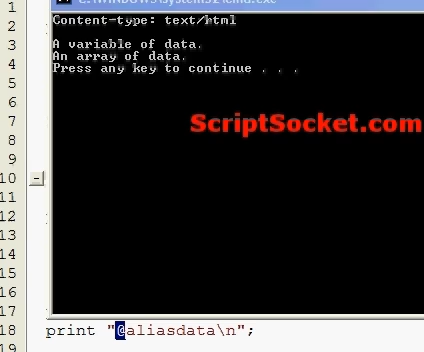 C:\WINDOWS\system32\cmd.exe
Content-type: text/html
A variable of data.
An array of data.
Press any key to continue . . .
ScriptSocket.com
1
2
3
4
5
6
7
8
9
10
11
12
13
14
15
16
17
18 print "@aliasdata\n";
19